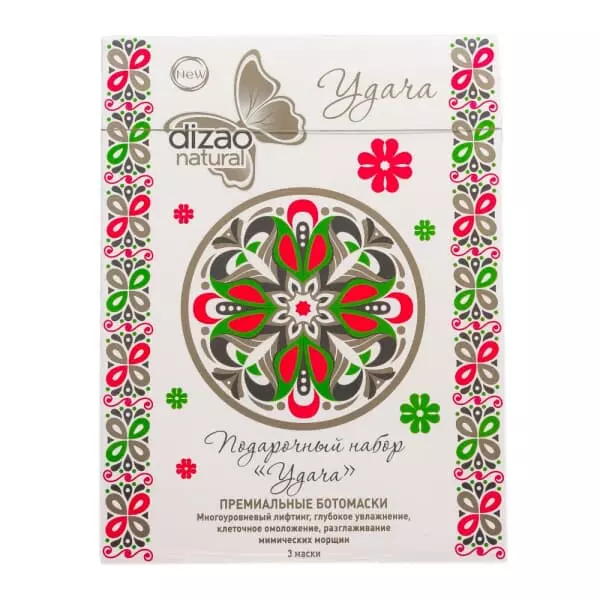 New
Удача
dizao
natural
Подарочный набор
«Удача»
ПРЕМИАЛЬНЫЕ БОТОМАСКИ
Многоуровневый лифтинг, глубокое увлажнение,
клеточное омоложение, разглаживание
мимических морщин
3 маски